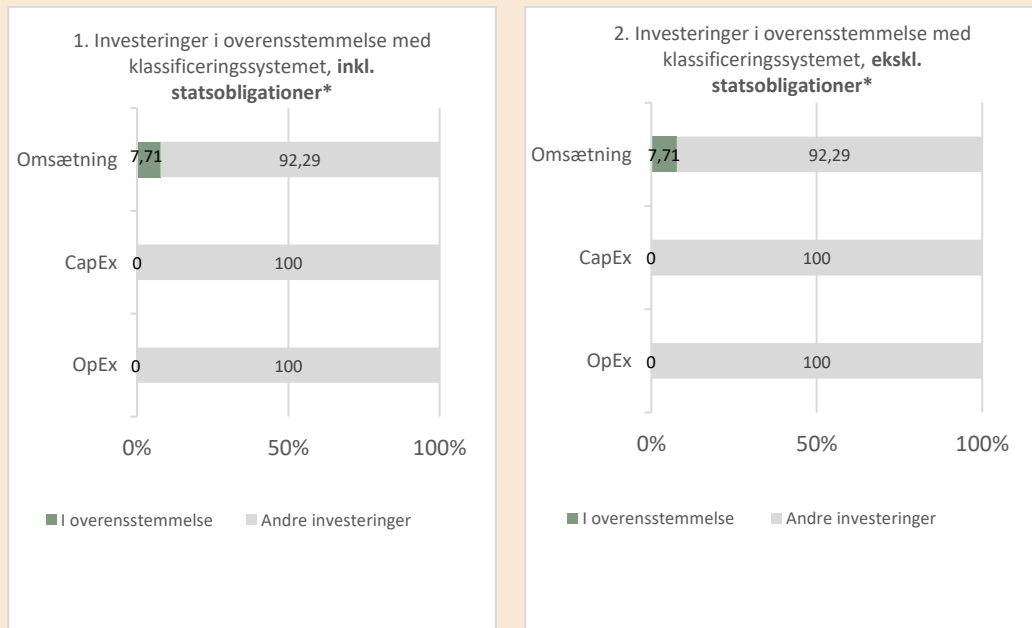 1. Investeringer i overensstemmelse med
klassificeringssystemet, inkl.
statsobligationer*
Omsætning 7,71 92,29
CapEx 0 100
OpEx 0 100
0% 50% 100%
I overensstemmelse Andre investeringer
2. Investeringer i overensstemmelse med
klassificeringssystemet, ekskl.
statsobligationer*
Omsætning 7,71 92,29
CapEx 0 100
OpEx 0 100
0% 50% 100%
I overensstemmelse Andre investeringer